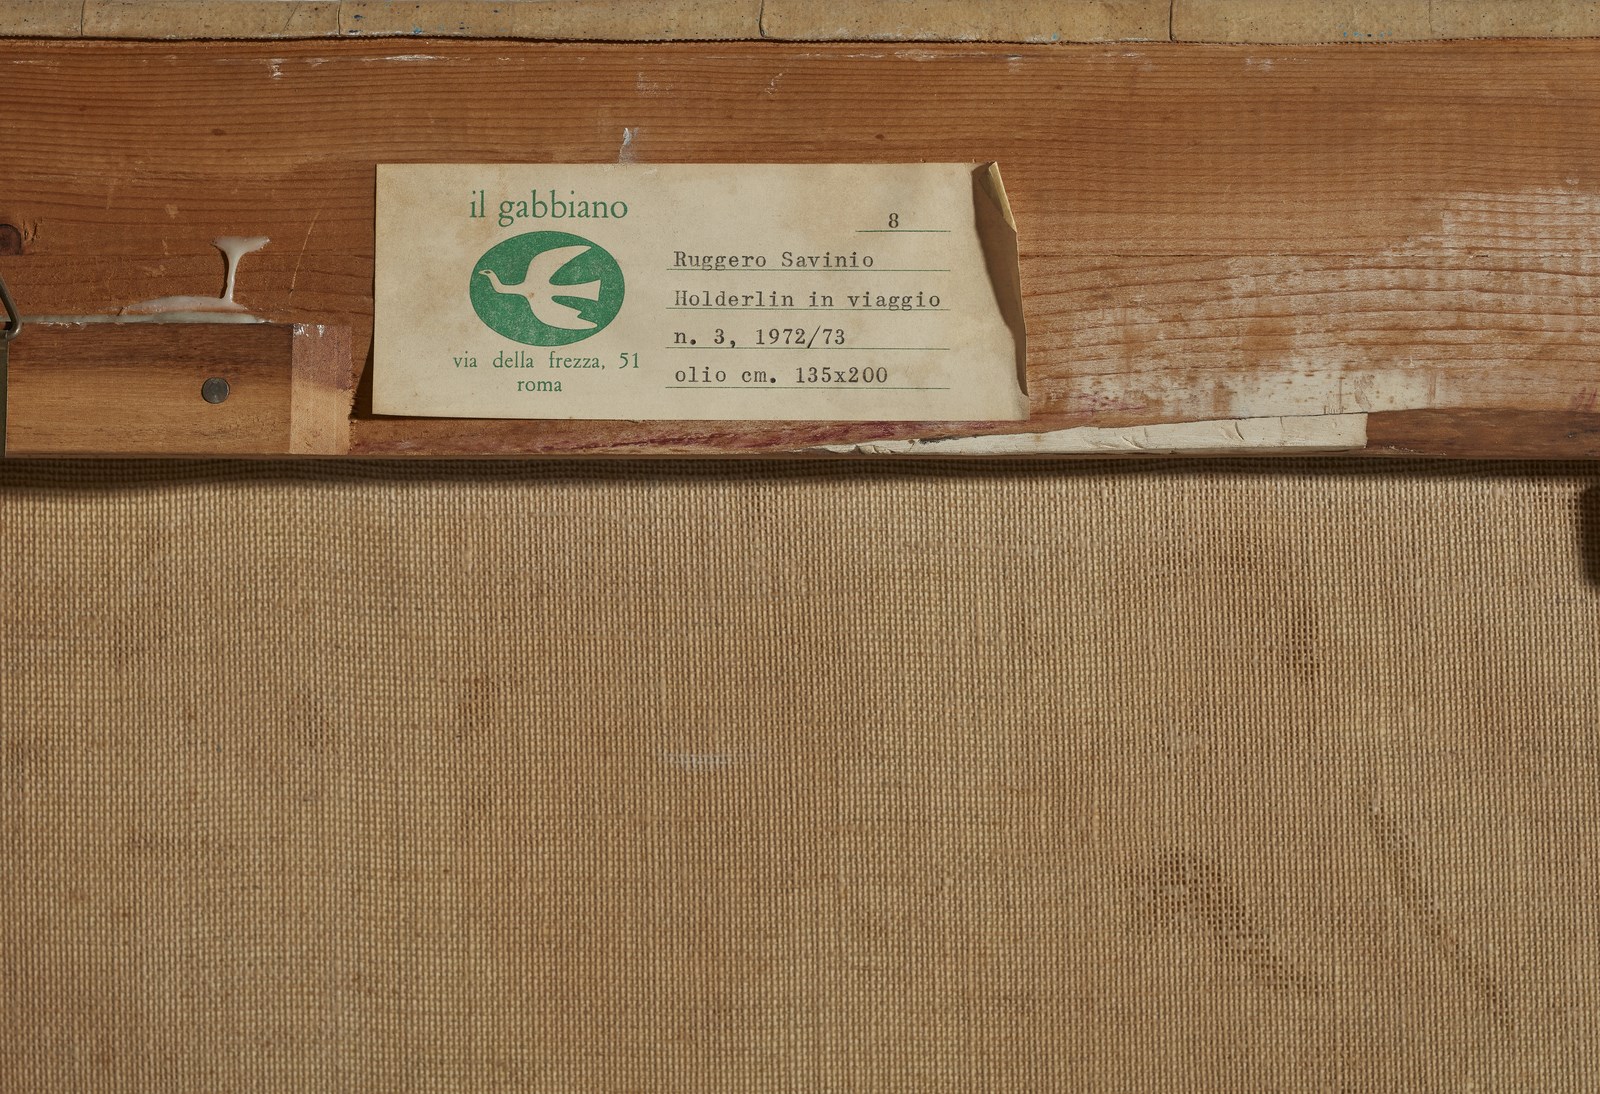 il gabbiano
via della frezza, 51
roma
8
Ruggero Savinio
Holderlin in viaggio
n. 3, 1972/73
olio cm. 135x200